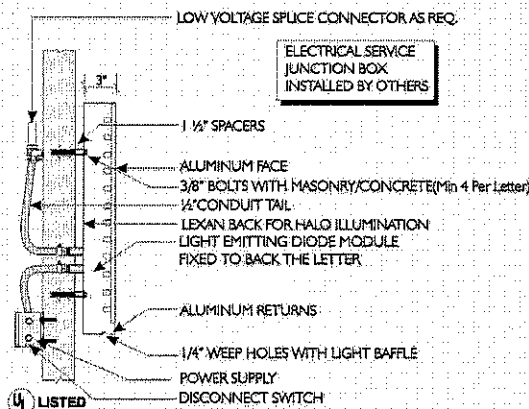 LOW VOLTAGE SPLICE CONNECTOR AS REQ.
ELECTRICAL SERVICE
JUNCTION BOX
INSTALLED BY OTHERS
3"
1 ½" SPACERS
ALUMINUM FACE
3/8" BOLTS WITH MASONRY/CONCRETE(Min 4 Per Letter)
½"CONDUIT TAIL
LEXAN BACK FOR HALO ILLUMINATION
LIGHT EMITTING DIODE MODULE
FIXED TO BACK THE LETTER
ALUMINUM RETURNS
1/4" WEEP HOLES WITH LIGHT BAFFLE
POWER SUPPLY
DISCONNECT SWITCH
UL LISTED